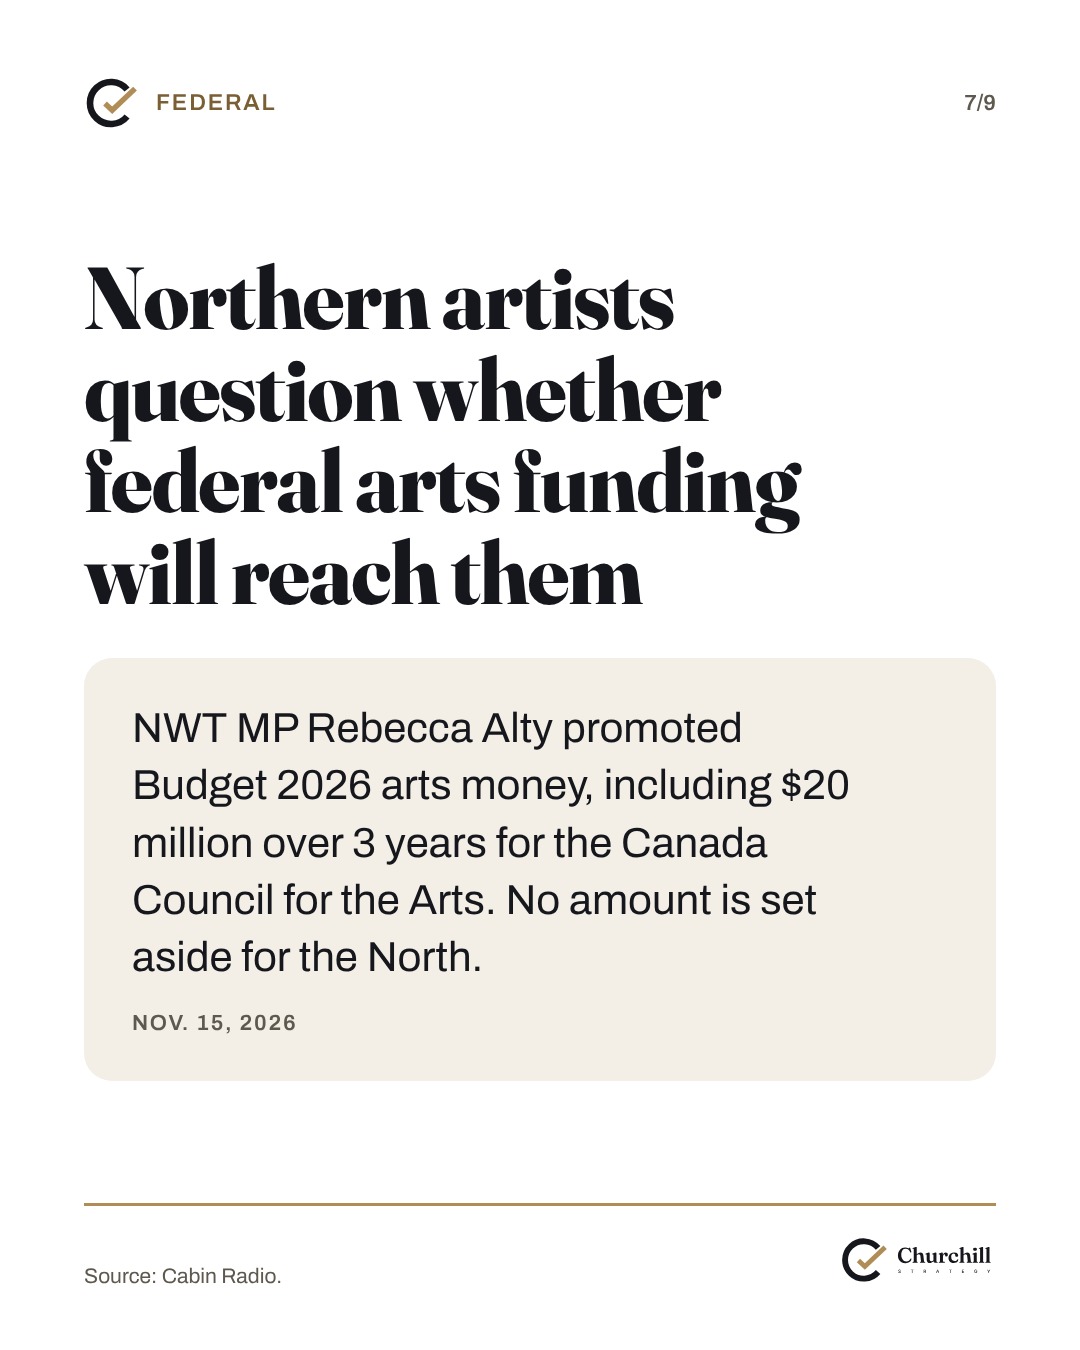 FEDERAL
7/9
Northern artists
question whether
federal arts funding
will reach them
NWT MP Rebecca Alty promoted
Budget 2026 arts money, including $20
million over 3 years for the Canada
Council for the Arts. No amount is set
aside for the North.
NOV. 15, 2026
Source: Cabin Radio.
Churchill
STRATEGY